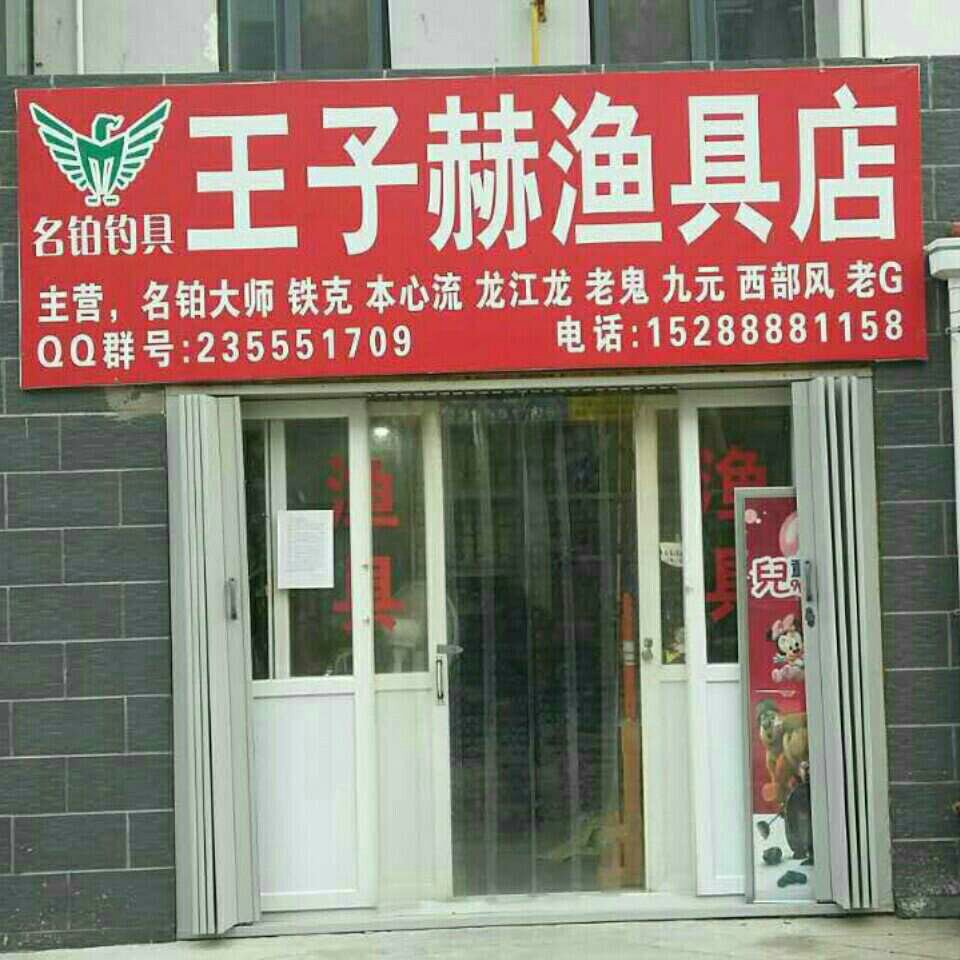 王子赫渔具店
名铂钓具
主营，名铂大师 铁克 本心流 龙江龙 老鬼 九元 西部风 老G
QQ群号:235551709 电话:15288881158
渔具
渔具
兒